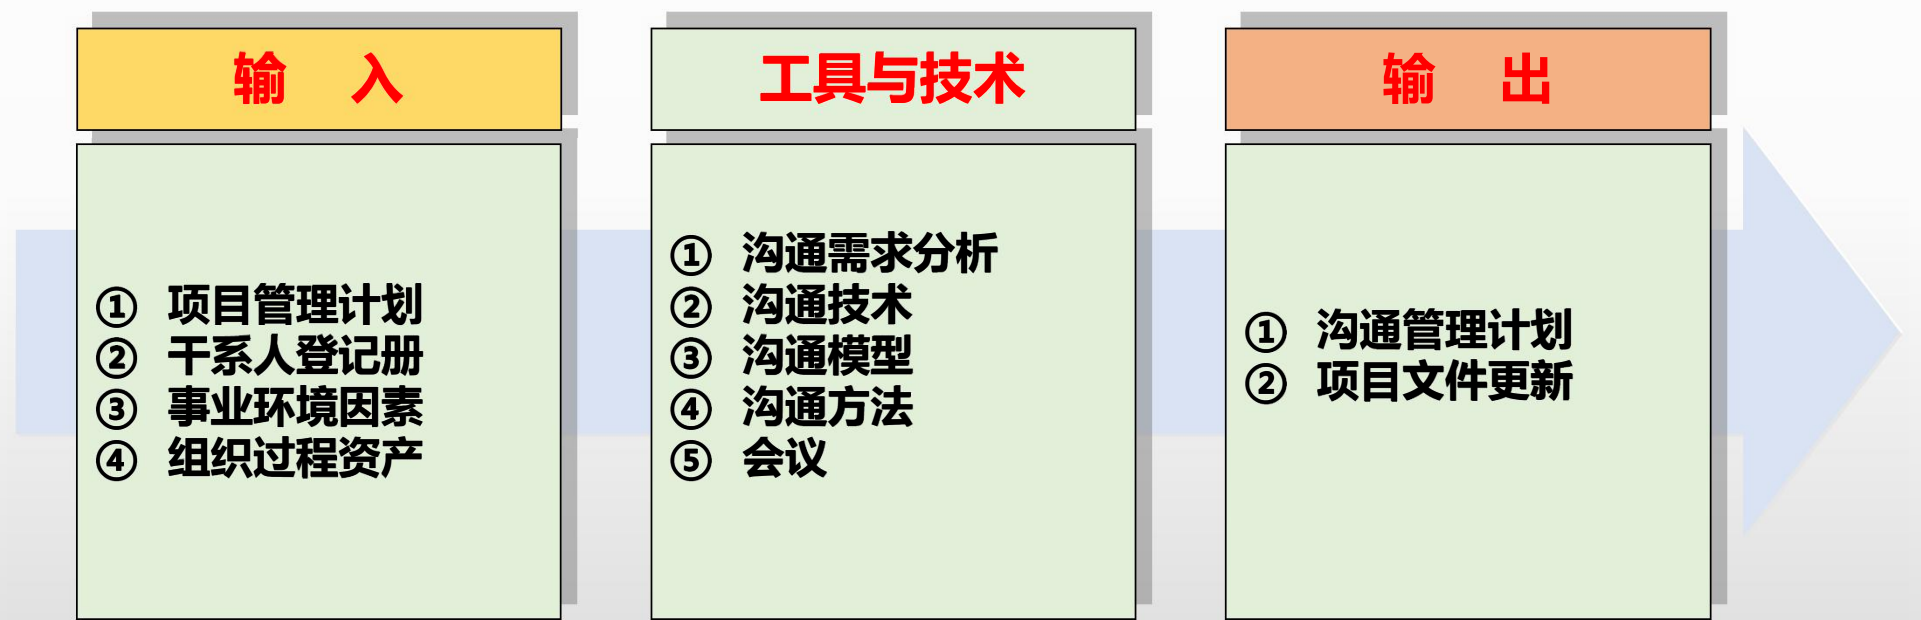 输 入
① 项目管理计划
② 干系人登记册
③ 事业环境因素
④ 组织过程资产
工具与技术
① 沟通需求分析
② 沟通技术
③ 沟通模型
④ 沟通方法
⑤ 会议
输 出
① 沟通管理计划
② 项目文件更新